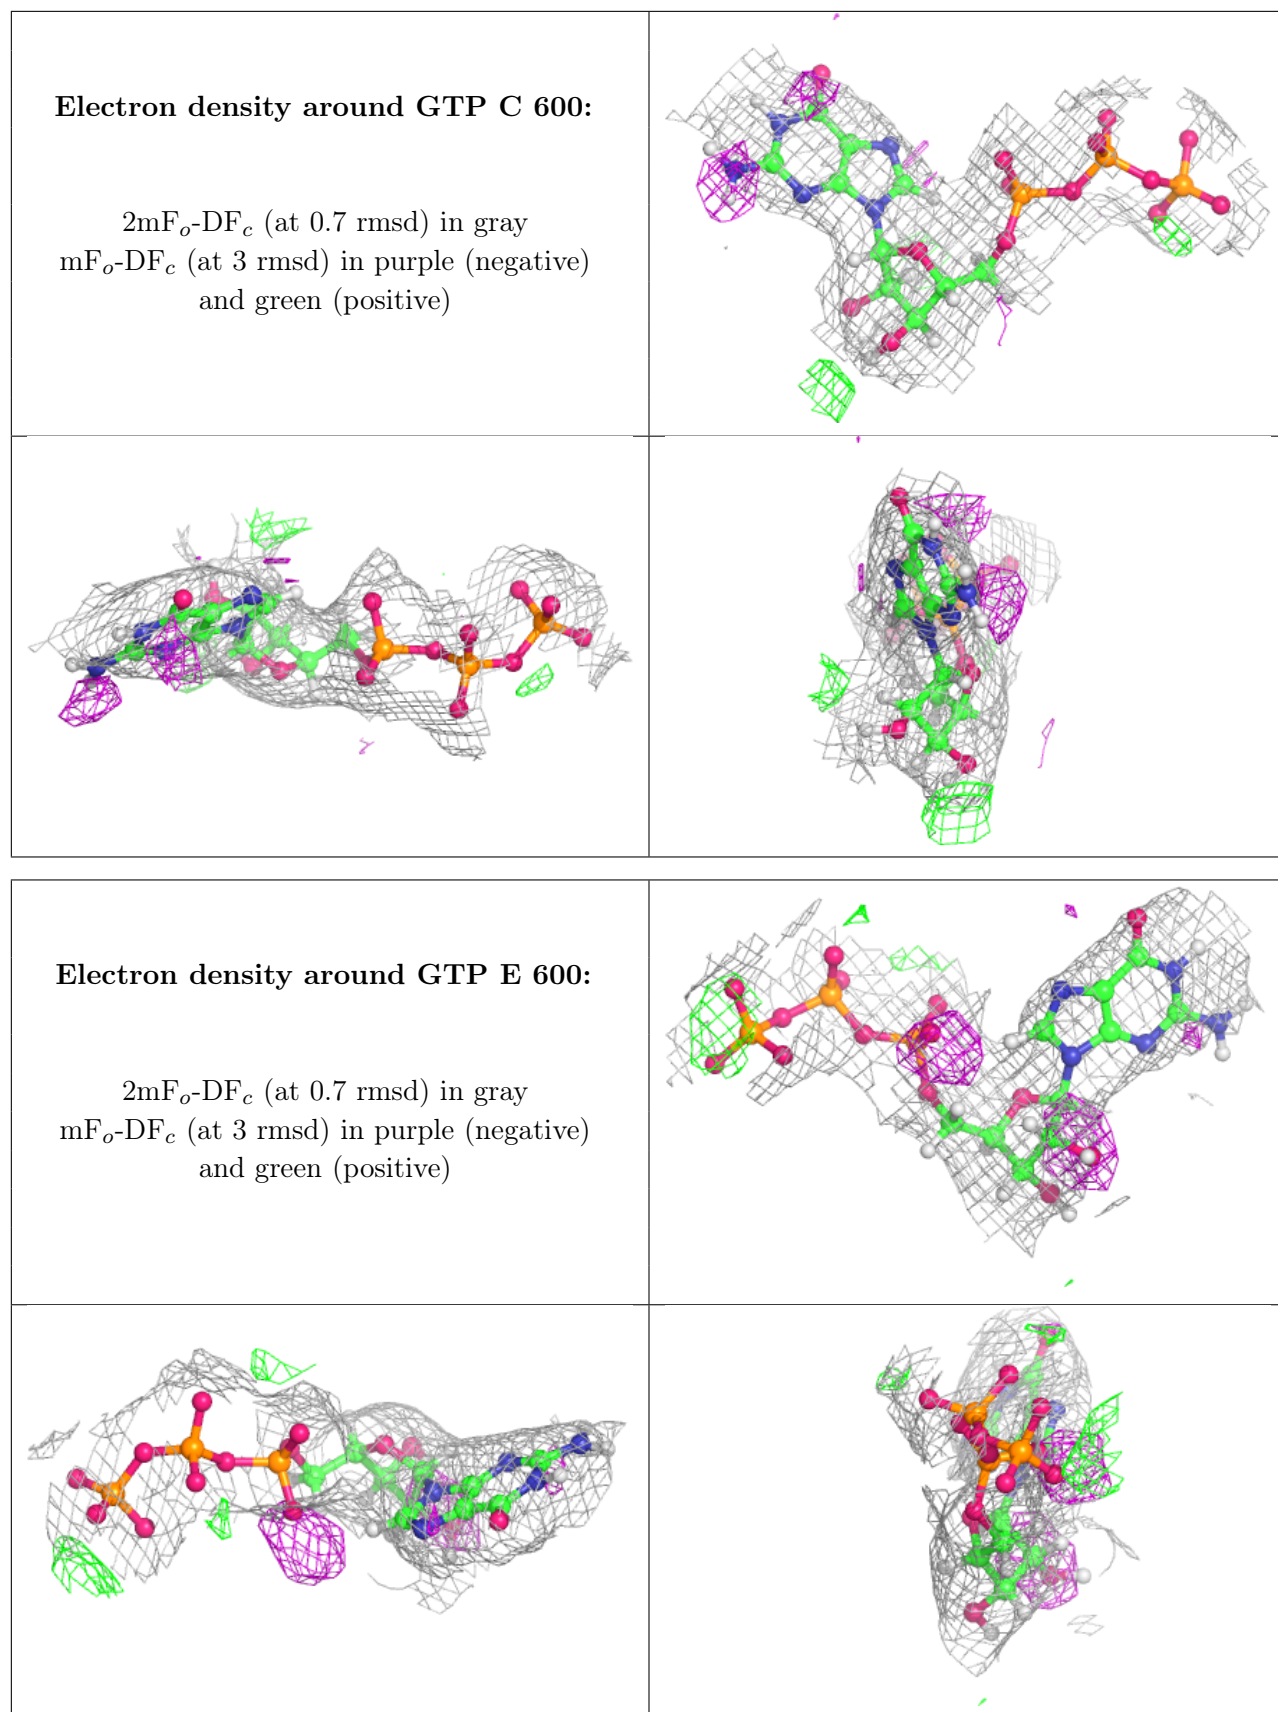 Electron density around GTP C 600:
2mFo-DFc (at 0.7 rmsd) in gray
mFo-DFc (at 3 rmsd) in purple (negative)
and green (positive)
Electron density around GTP E 600:
2mFo-DFc (at 0.7 rmsd) in gray
mFo-DFc (at 3 rmsd) in purple (negative)
and green (positive)